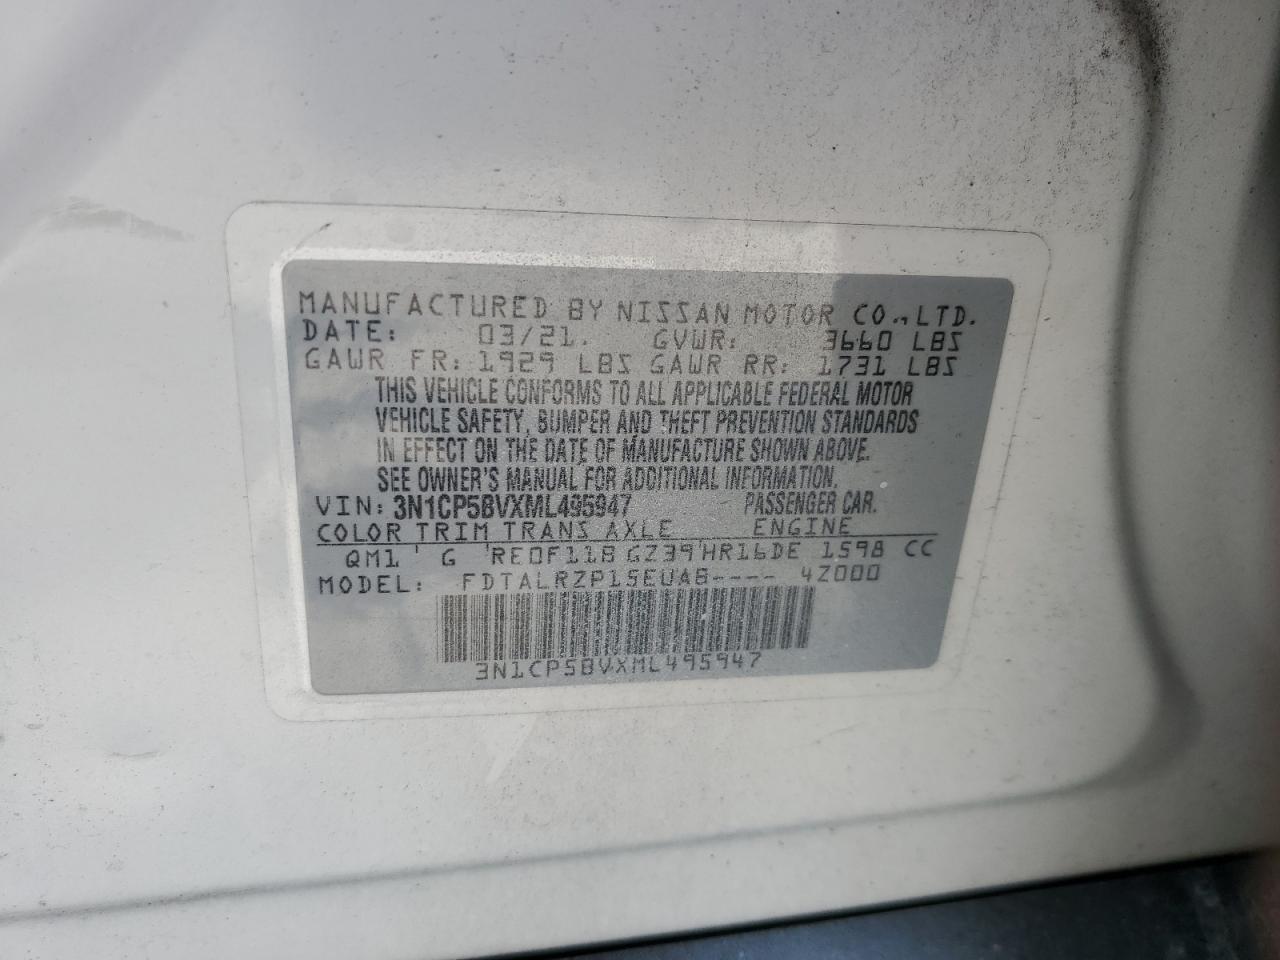 MANUFACTURED BY NISSAN MOTOR CO., LTD.
DATE: 03/21. GVWR: 3660 LBS
GAWR FR: 1929 LBS GAWR RR: 1731 LBS
THIS VEHICLE CONFORMS TO ALL APPLICABLE FEDERAL MOTOR
VEHICLE SAFETY, BUMPER AND THEFT PREVENTION STANDARDS
IN EFFECT ON THE DATE OF MANUFACTURE SHOWN ABOVE.
SEE OWNER'S MANUAL FOR ADDITIONAL INFORMATION.
VIN: 3N1CP5BVXML495947 PASSENGER CAR.
COLOR TRIM TRANS AXLE ENGINE
QM1 ' G 'RE0F11B GZ39'HR16DE 1598 CC
MODEL: FDTALRZP15EUAB---- 4Z000
3N1CP5BVXML495947